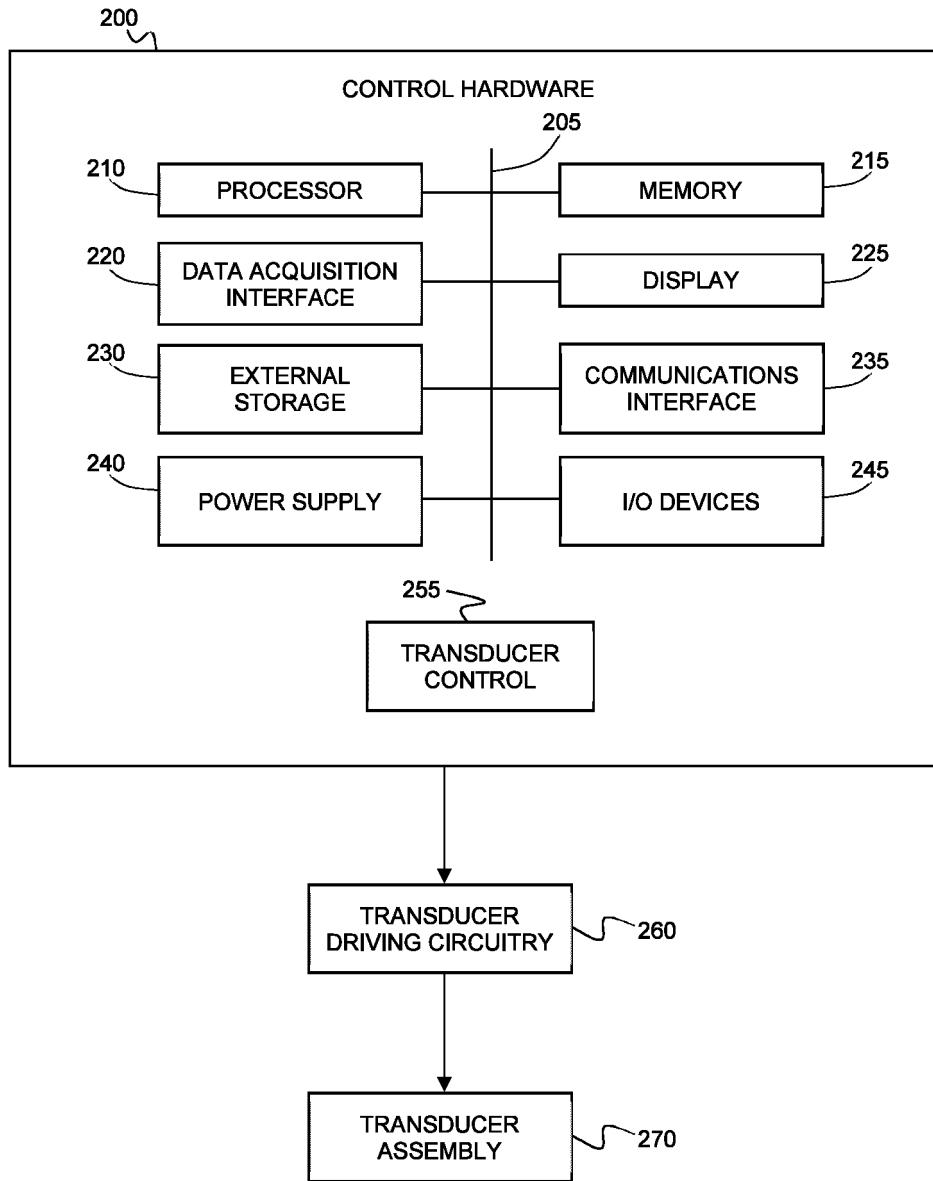 200
CONTROL HARDWARE
205
210
PROCESSOR
MEMORY
215
220
DATA ACQUISITION
INTERFACE
DISPLAY
225
230
EXTERNAL
STORAGE
COMMUNICATIONS
INTERFACE
235
240
POWER SUPPLY
I/O DEVICES
245
255
TRANSDUCER
CONTROL
TRANSDUCER
DRIVING CIRCUITRY
260
TRANSDUCER
ASSEMBLY
270